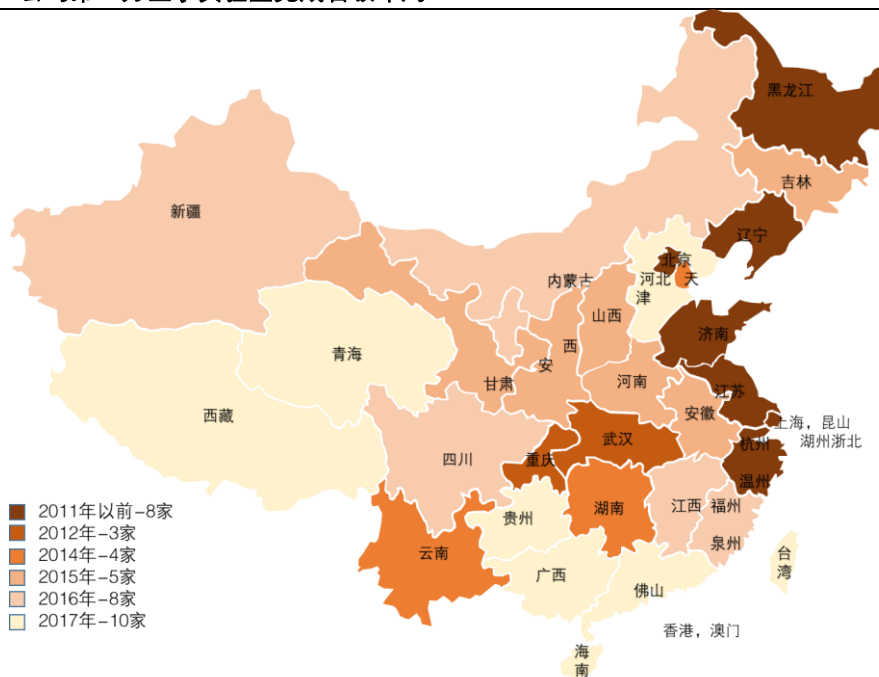 黑龙江
吉林
新疆
辽宁
北京
内蒙古
河北
天
津
山西
济南
青海
西
安
甘肃
河南
江苏
西藏
安徽
上海，昆山
湖州浙北
武汉
杭州
四川
重庆
温州
湖南
江西
福州
贵州
泉州
云南
台
湾
广西
佛山
香港，澳门
海
南
2011年以前-8家
2012年-3家
2014年-4家
2015年-5家
2016年-8家
2017年-10家